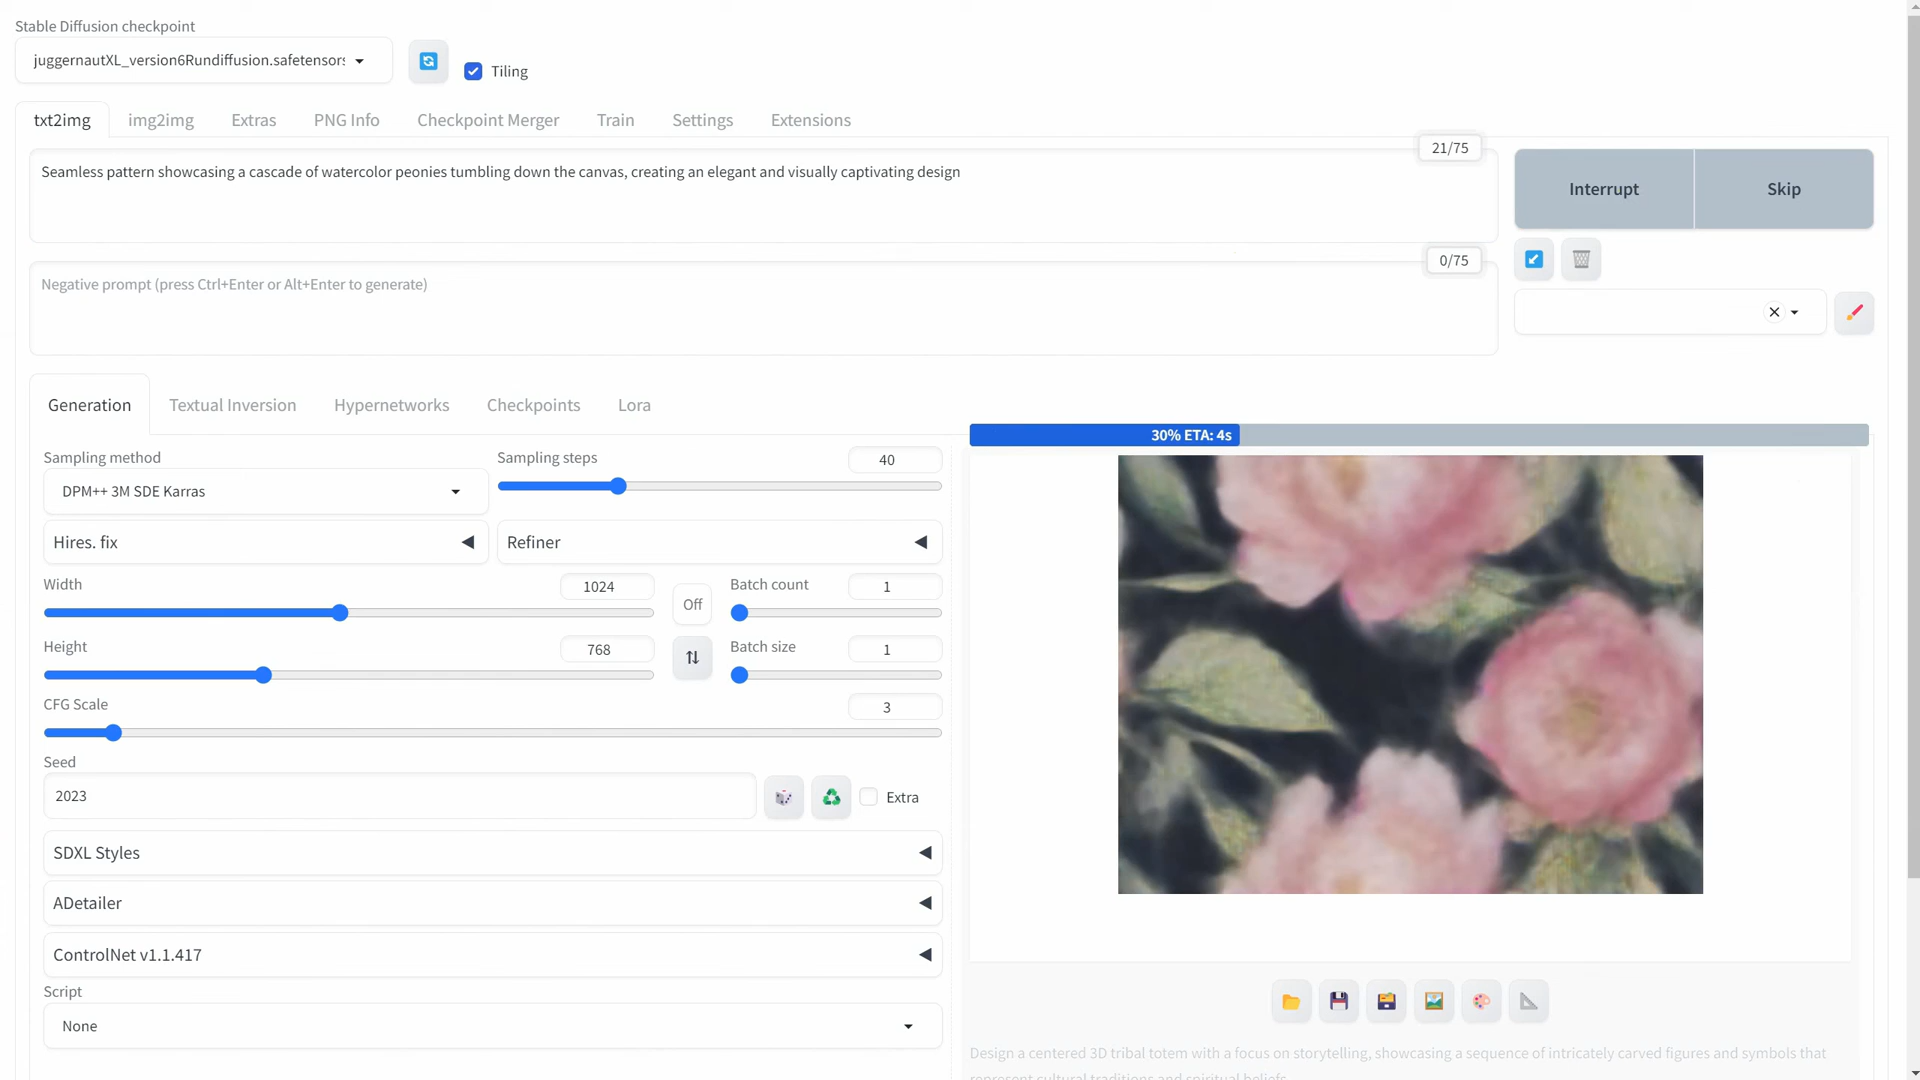 Stable Diffusion checkpoint
juggernautXL_version6Rundiffusion.safetensors
Tiling
txt2img img2img Extras PNG Info Checkpoint Merger Train Settings Extensions
21/75
Seamless pattern showcasing a cascade of watercolor peonies tumbling down the canvas, creating an elegant and visually captivating design
Interrupt Skip
0/75
Negative prompt (press Ctrl+Enter or Alt+Enter to generate)
Generation Textual Inversion Hypernetworks Checkpoints Lora
30% ETA: 4s
Sampling method
DPM++ 3M SDE Karras
Sampling steps
40
Hires. fix
Refiner
Width
1024
Off
Batch count
1
Height
768
Batch size
1
CFG Scale
3
Seed
2023
Extra
SDXL Styles
ADetailer
ControlNet v1.1.417
Script
None
Design a centered 3D tribal totem with a focus on storytelling, showcasing a sequence of intricately carved figures and symbols that
represent cultural traditions and spiritual beliefs